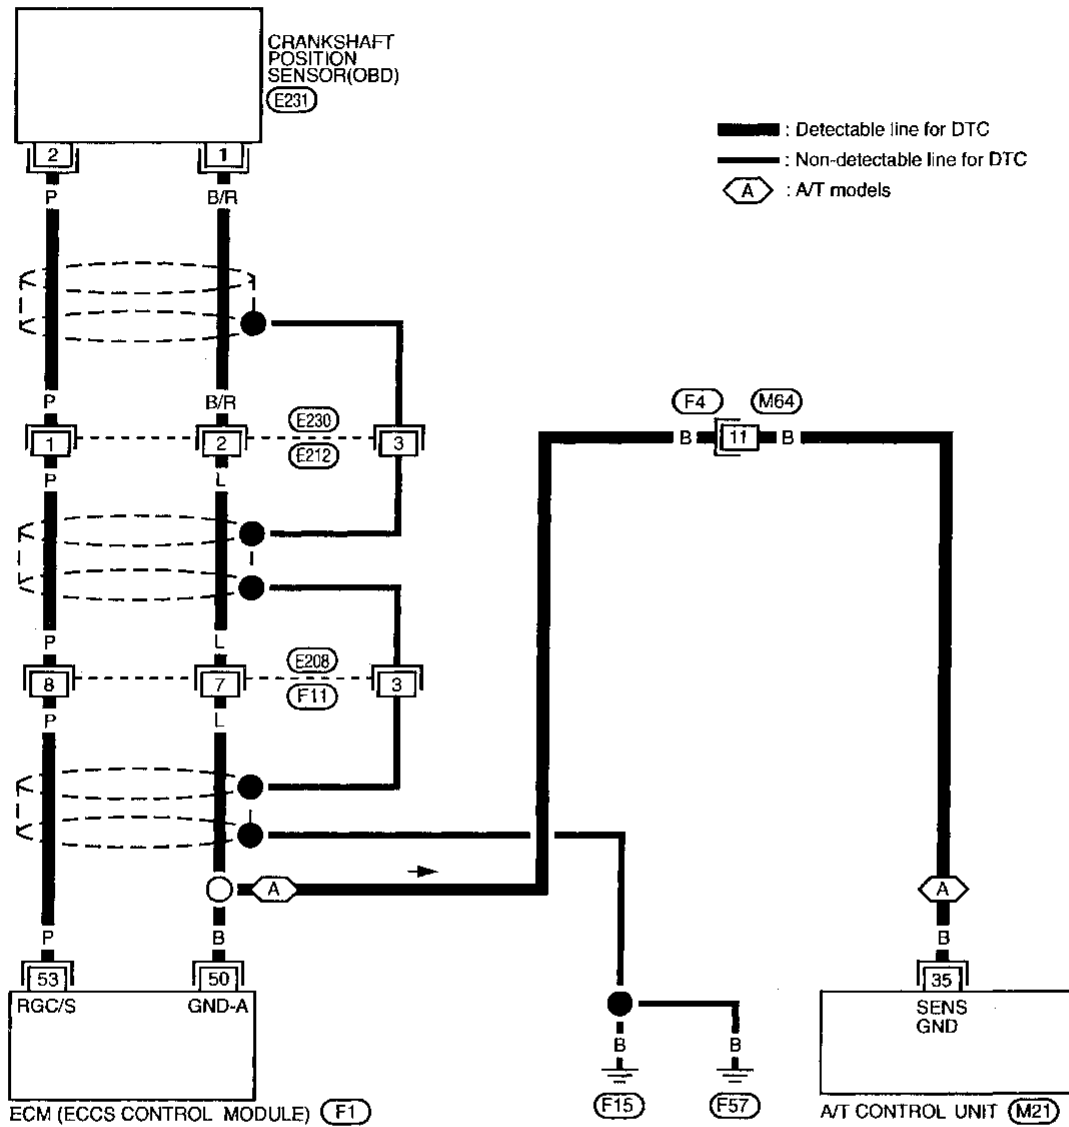 CRANKSHAFT
POSITION
SENSOR(OBD)
E231
2 1
P B/R
: Detectable line for DTC
: Non-detectable line for DTC
A : A/T models
P B/R
1 2 E230 3
E212
P L
F4 M64
B 11 B
P L
8 7 E208 3
F11
P L
A
A
P B
B
53 50
RGC/S GND-A
35
SENS
GND
B B
F15 F57
ECM (ECCS CONTROL MODULE) F1
A/T CONTROL UNIT M21